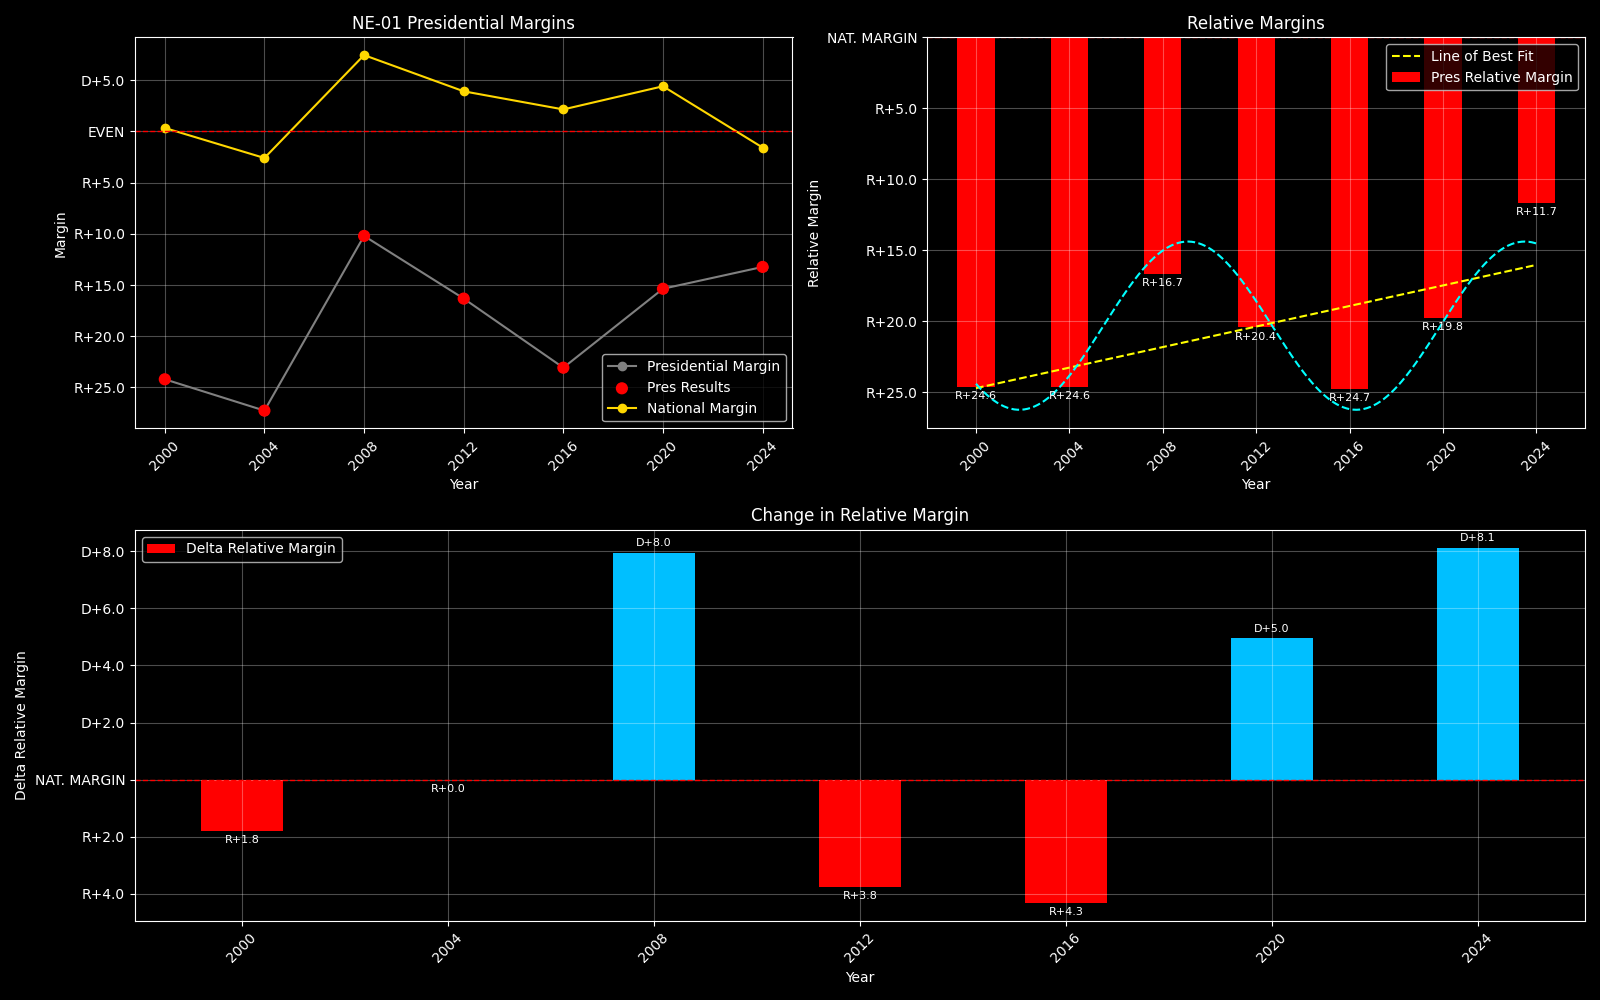 NE-01 Presidential Margins
D+5.0
EVEN
R+5.0
R+10.0
R+15.0
R+20.0
R+25.0
Margin
2000
2004
2008
2012
2016
2020
2024
Year
Presidential Margin
Pres Results
National Margin
Relative Margins
NAT. MARGIN
R+5.0
R+10.0
R+15.0
R+20.0
R+25.0
Relative Margin
Line of Best Fit
Pres Relative Margin
R+24.6
R+24.6
R+16.7
R+20.4
R+24.7
R+19.8
R+11.7
2000
2004
2008
2012
2016
2020
2024
Year
Change in Relative Margin
Delta Relative Margin
D+8.0
D+6.0
D+4.0
D+2.0
NAT. MARGIN
R+2.0
R+4.0
Delta Relative Margin
R+1.8
R+0.0
D+8.0
R+3.8
R+4.3
D+5.0
D+8.1
2000
2004
2008
2012
2016
2020
2024
Year